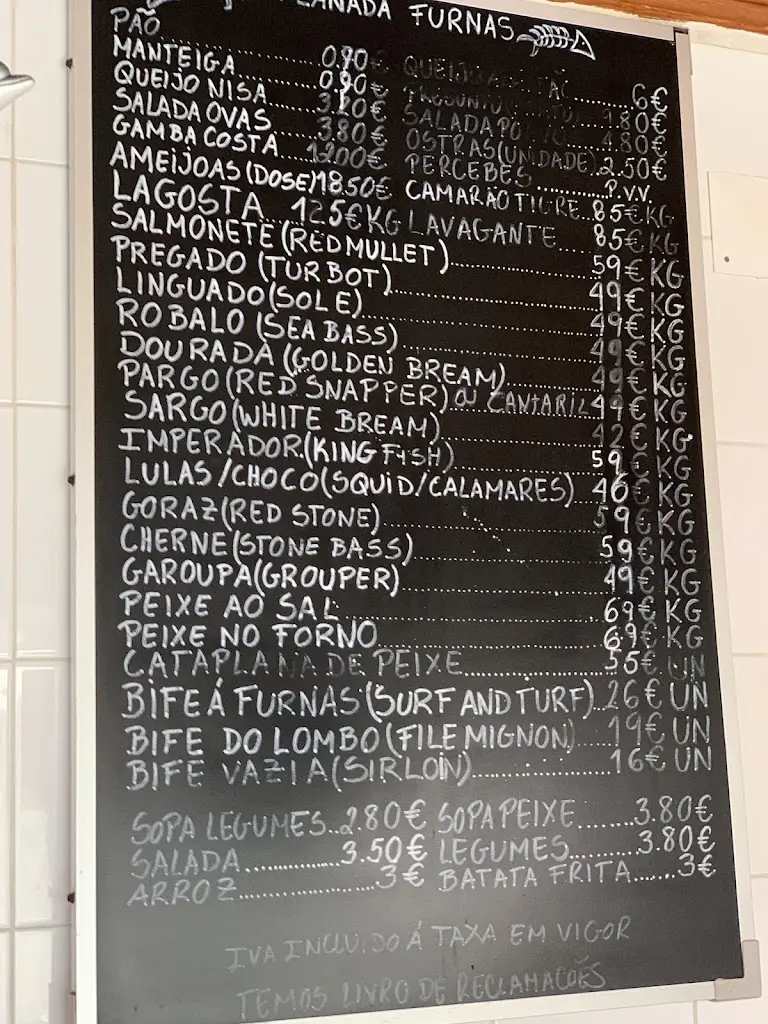 ESPLANADA FURNAS
PÃO......0.90€ QUEIJO.......6€
MANTEIGA......0.90€ PRESUNTO
QUEIJO NISA......3.20€ SALADA PO......4.80€
SALADA OVAS......3.80€ OSTRAS (UNIDADE)..2.50€
GAMBA COSTA......1200€ PERCEBES......P.V.V.
AMEIJOAS (DOSE) 18.50€ CAMARÃO TIGRE...85€KG
LAGOSTA... 125€KG LAVAGANTE...85€KG
SALMONETE (RED MULLET)......59€ KG
PREGADO (TURBOT)......49€ KG
LINGUADO (SOLE)......49€ KG
ROBALO (SEA BASS)......49€ KG
DOURADA (GOLDEN BREAM)......49€ KG
PARGO (RED SNAPPER) OU CANTARIL 49€ KG
SARGO (WHITE BREAM)......42€ KG
IMPERADOR.(KING FISH)......59€ KG
LULAS/CHOCO (SQUID/CALAMARES)..46€ KG
GORAZ (RED STONE)......59€ KG
CHERNE (STONE BASS)......59€ KG
GAROUPA (GROUPER)......49€ KG
PEIXE AO SAL......69€ KG
PEIXE NO FORNO......69€ KG
CATAPLANA DE PEIXE......55€ UN
BIFE Á FURNAS (SURF AND TURF)..26€ UN
BIFE DO LOMBO (FILE MIGNON)......19€ UN
BIFE VAZIA (SIRLOIN)......16€ UN
SOPA LEGUMES..2.80€ SOPA PEIXE.......3.80€
SALADA............3.50€ LEGUMES.........3.80€
ARROZ............3€ BATATA FRITA......3€
IVA INCLUIDO Á TAXA EM VIGOR
TEMOS LIVRO DE RECLAMAÇÕES